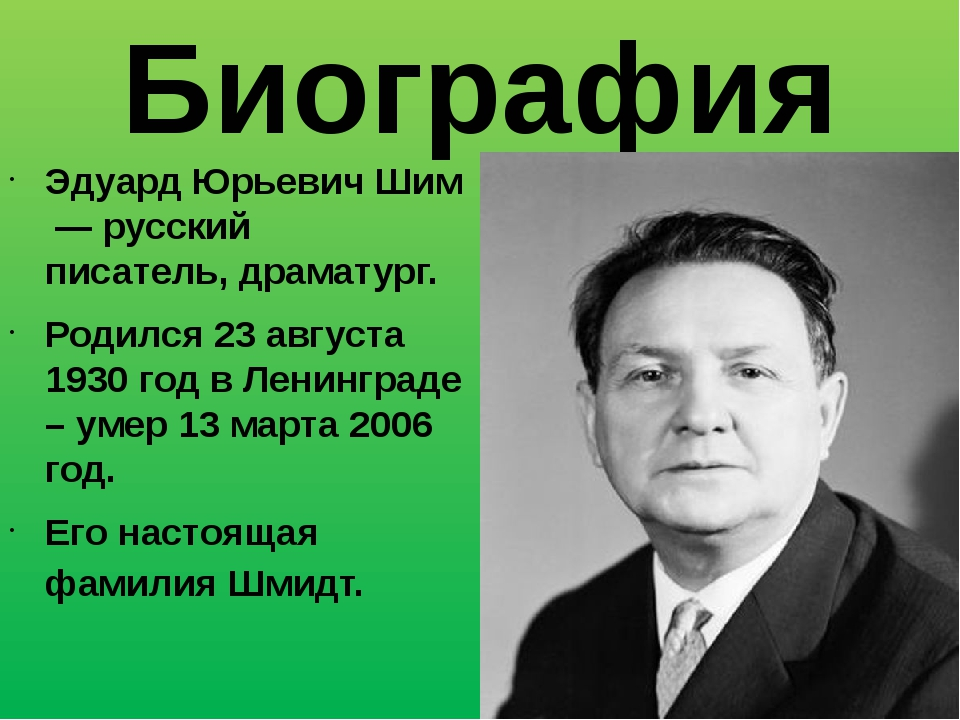 Биография
Эдуард Юрьевич Шим
— русский
писатель, драматург.
Родился 23 августа
1930 год в Ленинграде
– умер 13 марта 2006
год.
Его настоящая
фамилия Шмидт.